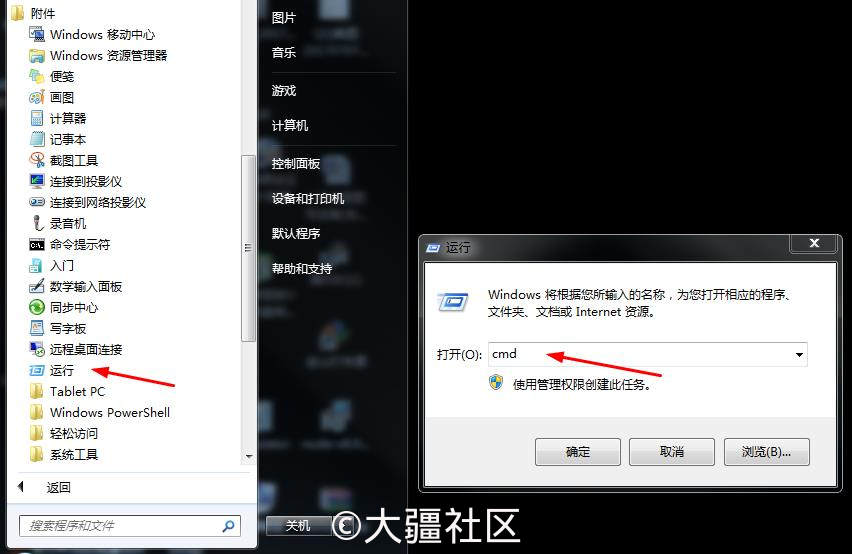 附件
Windows 移动中心
Windows 资源管理器
便笺
画图
计算器
记事本
截图工具
连接到投影仪
连接到网络投影仪
录音机
命令提示符
入门
数学输入面板
同步中心
写字板
远程桌面连接
运行
Tablet PC
Windows PowerShell
轻松访问
系统工具
返回
搜索程序和文件
图片
音乐
游戏
计算机
控制面板
设备和打印机
默认程序
帮助和支持
关机
运行
Windows 将根据您所输入的名称，为您打开相应的程序、
文件夹、文档或 Internet 资源。
打开(O): cmd
使用管理权限创建此任务。
确定 取消 浏览(B)...
©大疆社区